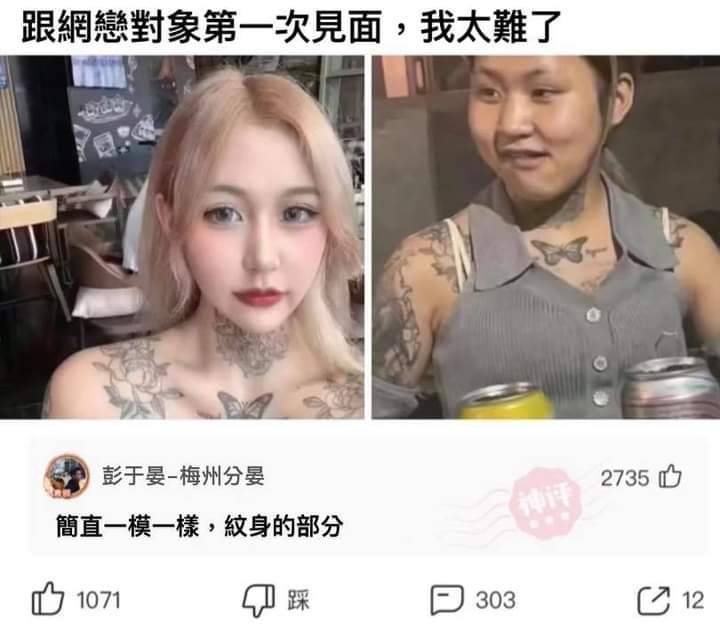 跟網戀對象第一次見面，我太難了
彭于晏-梅州分晏
2735
神评
簡直一模一樣，紋身的部分
1071
踩
303
12